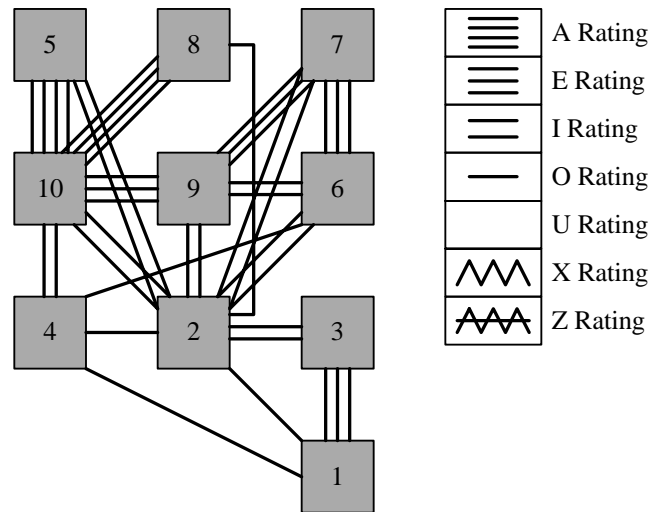 5 8 7
A Rating
E Rating
I Rating
10 9 6
O Rating
U Rating
X Rating
4 2 3
Z Rating
1